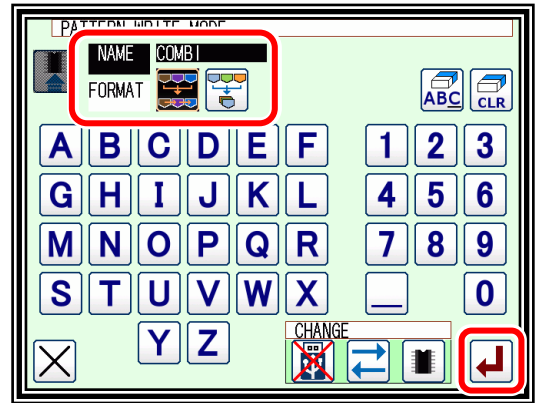 PATTERN WRITE MODE
NAME COMBI
FORMAT
ABC CLR
A B C D E F 1 2 3
G H I J K L 4 5 6
M N O P Q R 7 8 9
S T U V W X _ 0
Y Z
CHANGE